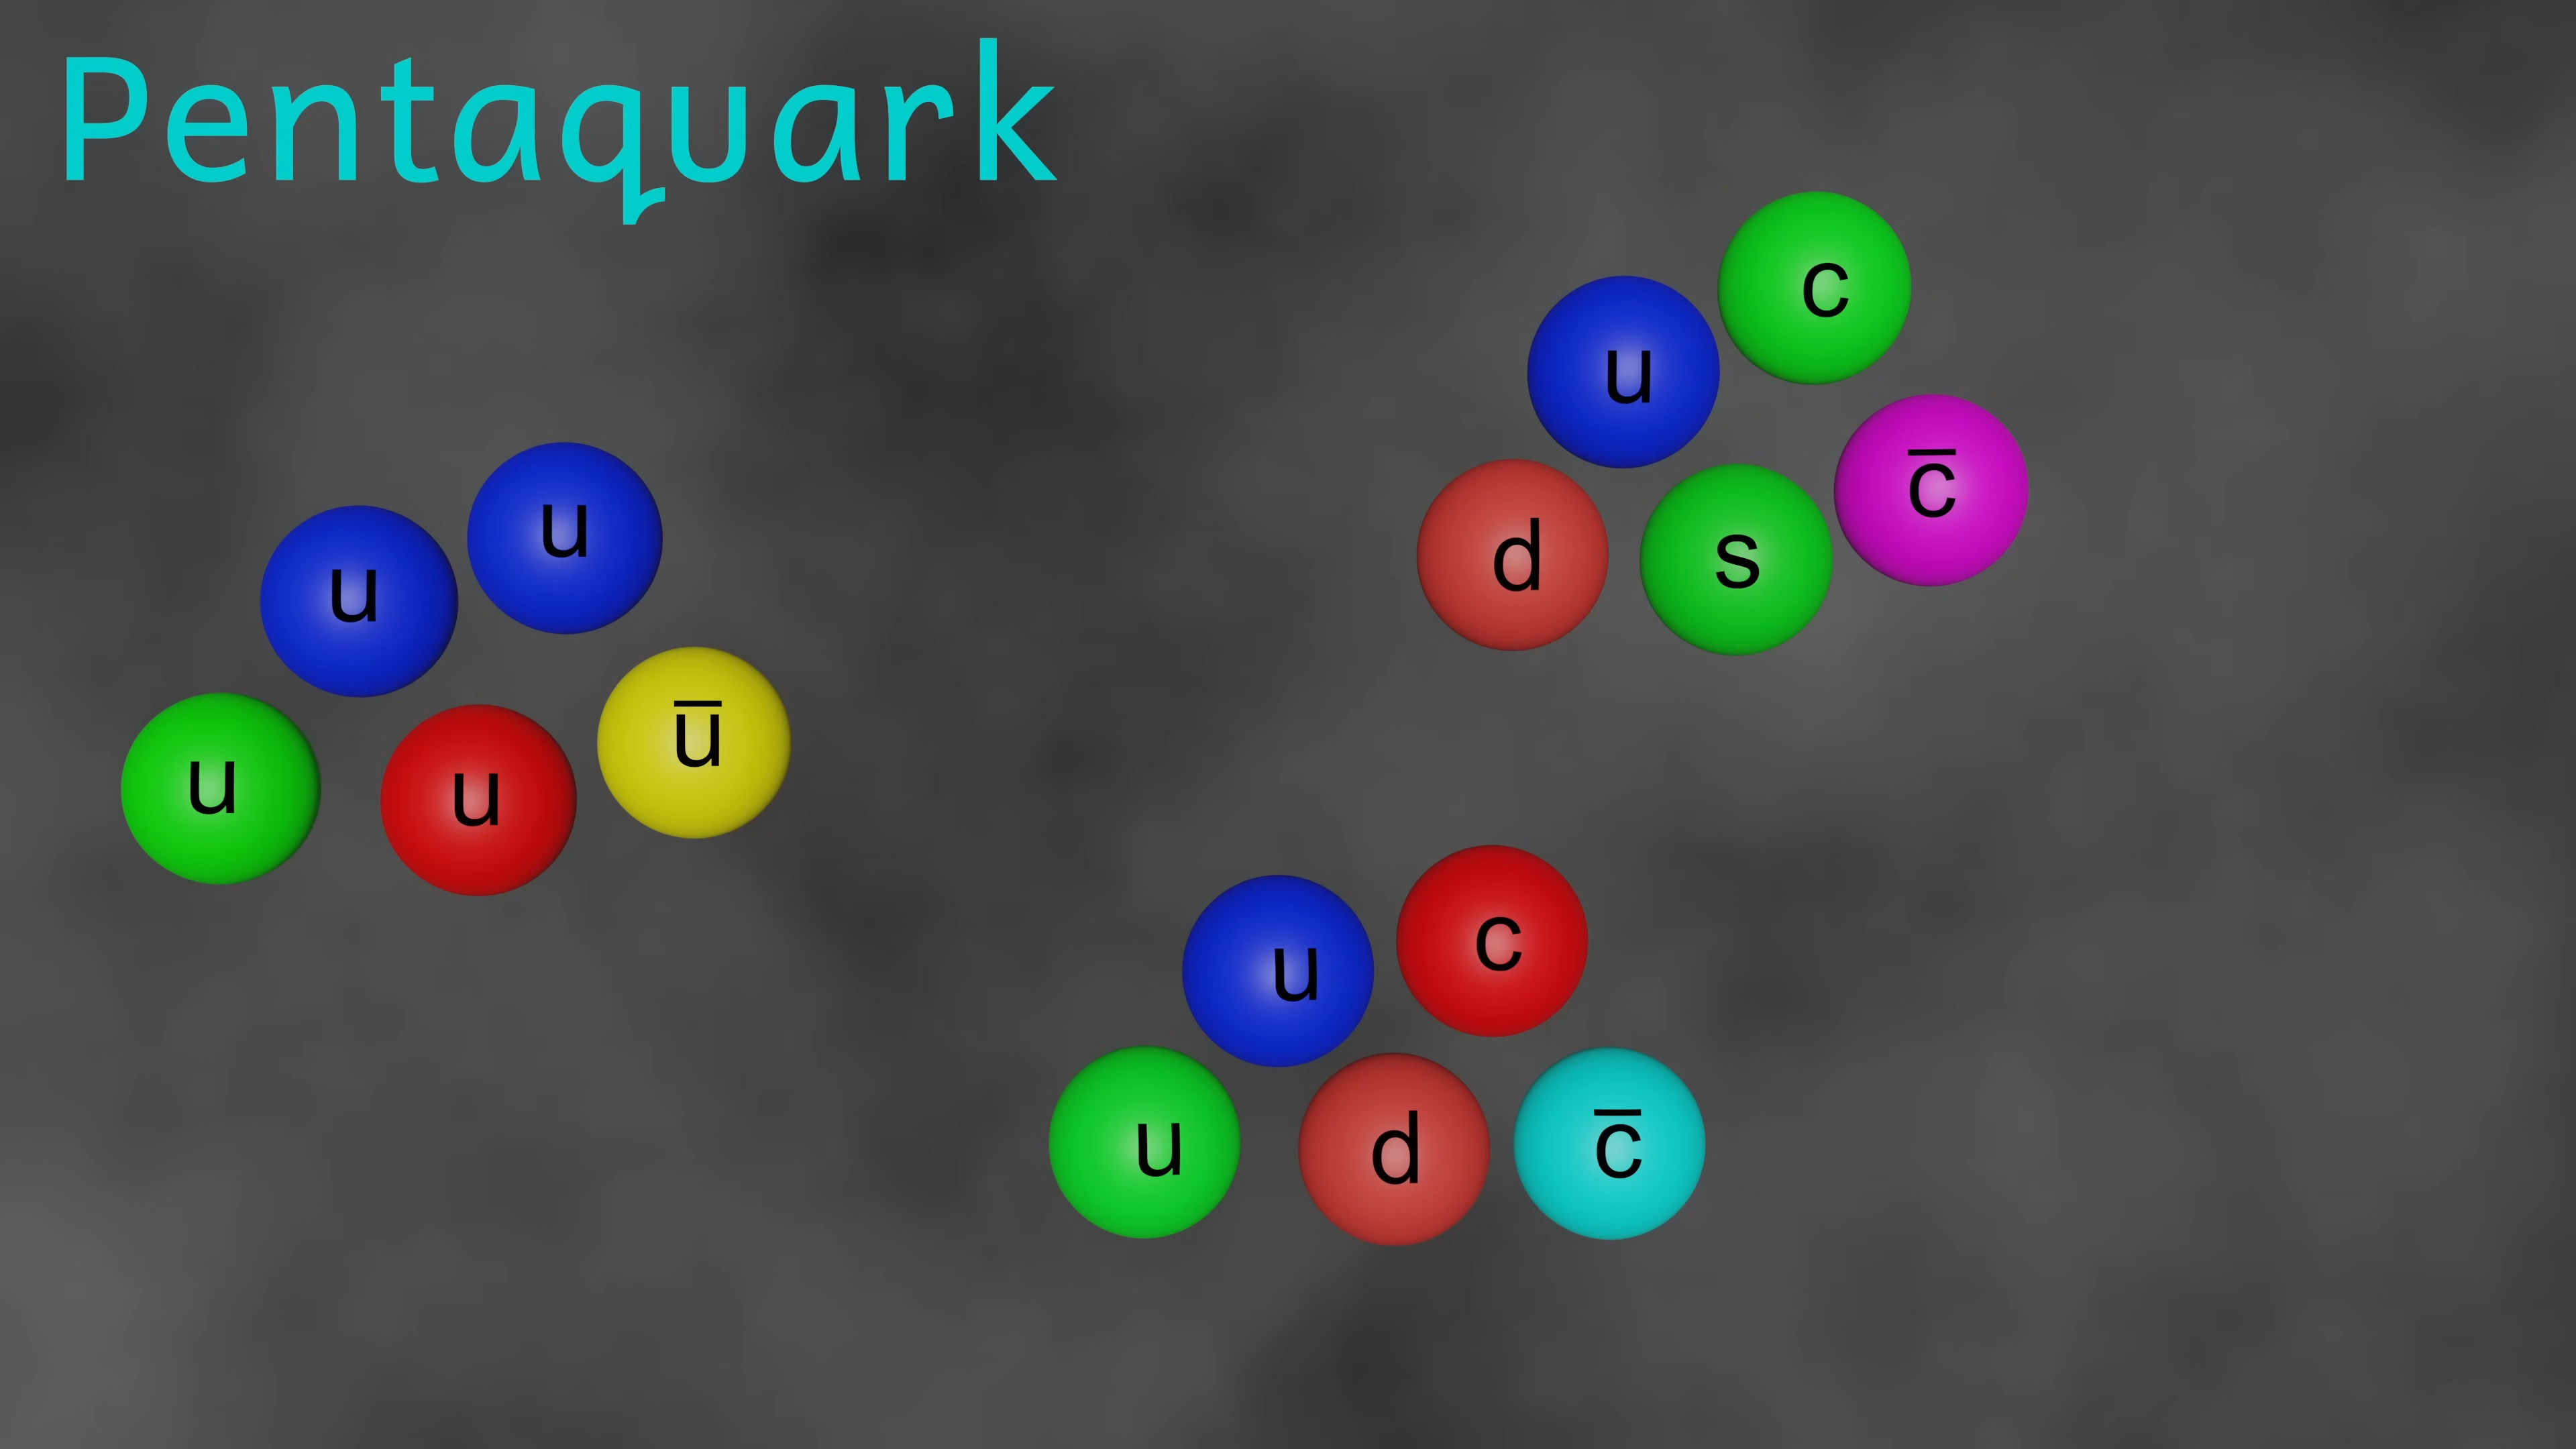 Pentaquark
u u
u u ū
u c
d s c̄
u c
u d c̄